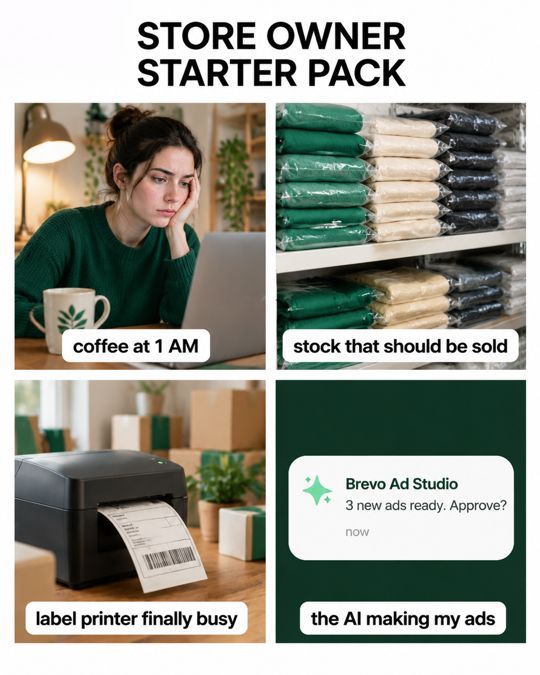 STORE OWNER
STARTER PACK
coffee at 1 AM
stock that should be sold
label printer finally busy
Brevo Ad Studio
3 new ads ready. Approve?
now
the AI making my ads